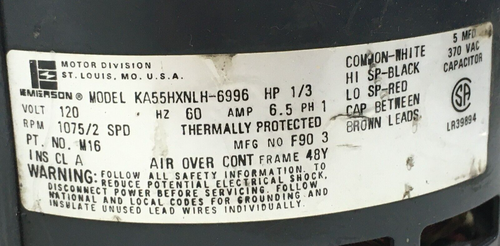 MOTOR DIVISION
ST. LOUIS, MO. U.S.A.
EMERSON® MODEL KA55HXNLH-6996 HP 1/3
VOLT 120 HZ 60 AMP 6.5 PH 1
RPM 1075/2 SPD THERMALLY PROTECTED
PT. NO. M16 MFG NO F90 3
INS CL A AIR OVER CONT FRAME 48Y
WARNING: FOLLOW ALL SAFETY INFORMATION. TO
REDUCE POTENTIAL ELECTRICAL SHOCK,
DISCONNECT POWER BEFORE SERVICING. FOLLOW
NATIONAL AND LOCAL CODES FOR GROUNDING AND
INSULATE UNUSED LEAD WIRES INDIVIDUALLY.
COMMON-WHITE
HI SP-BLACK
LO SP-RED
CAP BETWEEN
BROWN LEADS
5 MFD
370 VAC
CAPACITOR
SA
LR39894